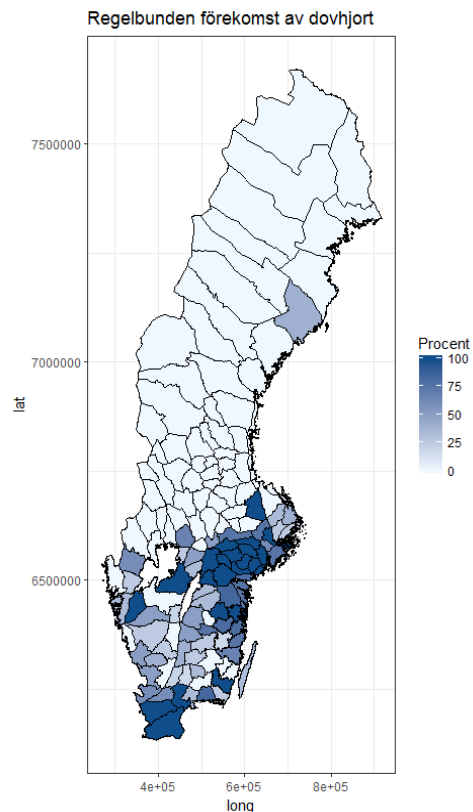 Regelbunden förekomst av dovhjort
7500000
7000000
6500000
lat
4e+05
6e+05
8e+05
long
Procent
100
75
50
25
0